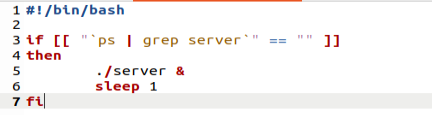 1 #!/bin/bash
2
3 if [[ "`ps | grep server`" == "" ]]
4 then
5         ./server &
6         sleep 1
7 fi